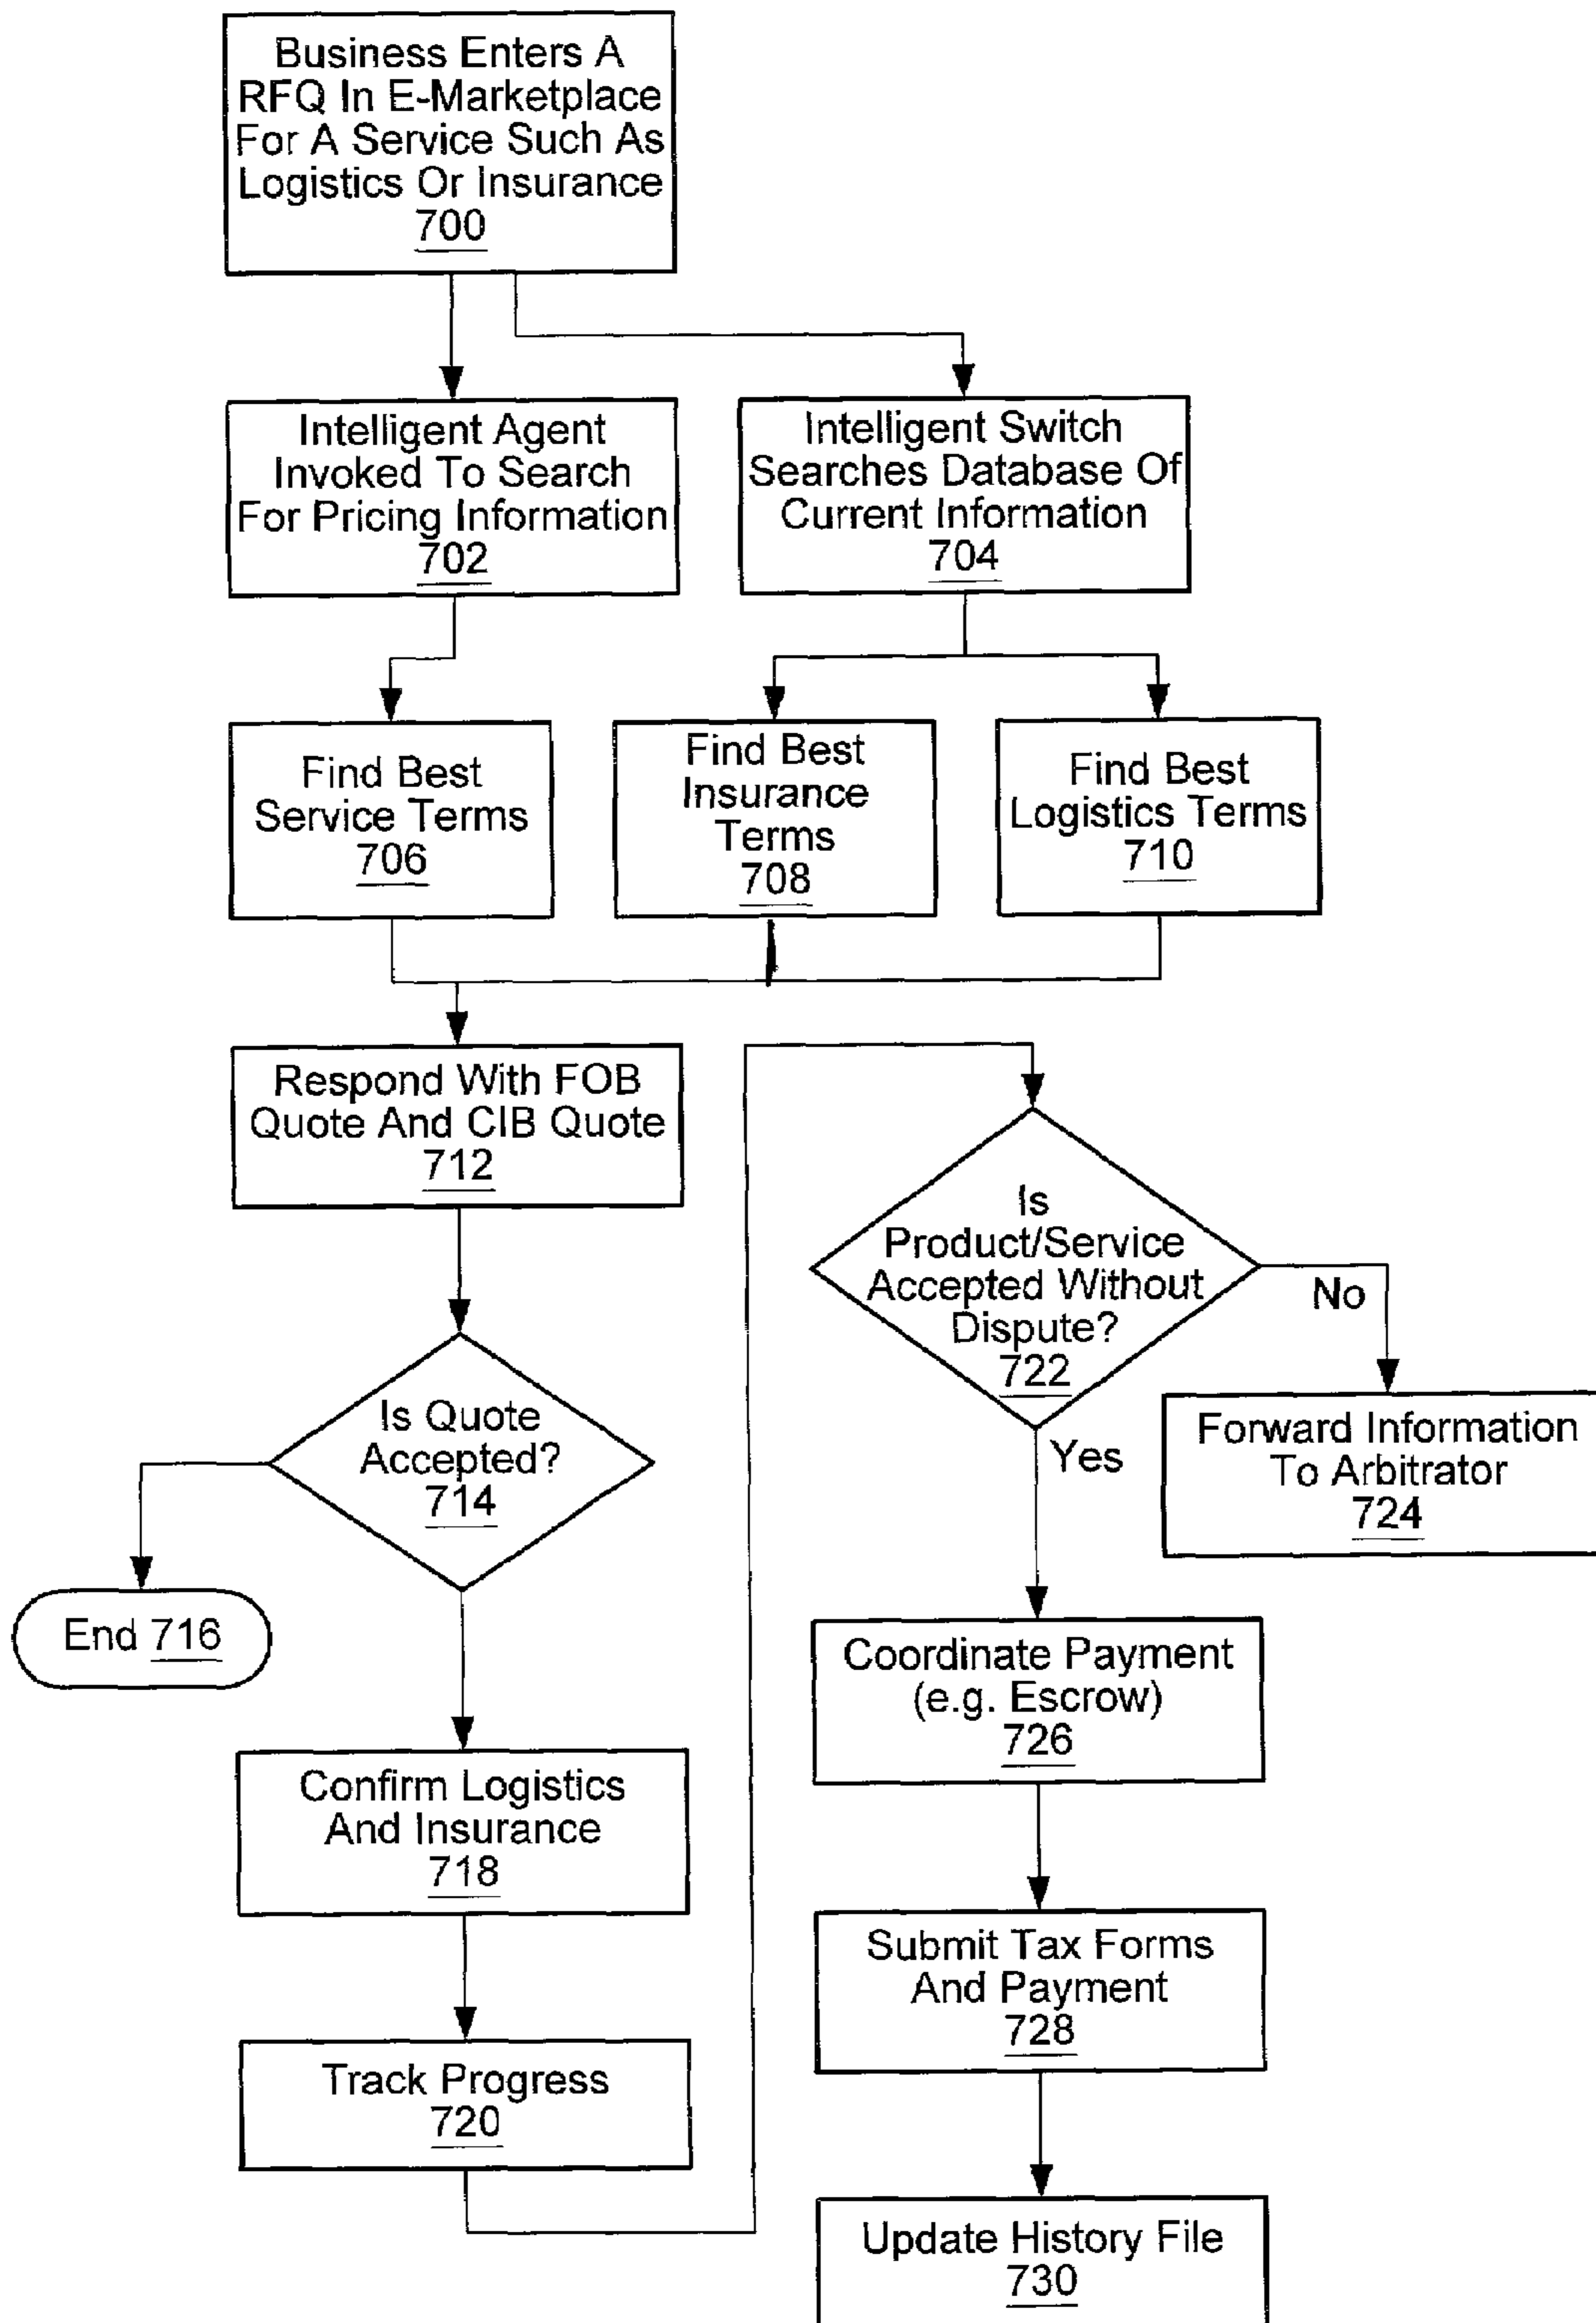 Business Enters A
RFQ In E-Marketplace
For A Service Such As
Logistics Or Insurance
700
Intelligent Agent
Invoked To Search
For Pricing Information
702
Intelligent Switch
Searches Database Of
Current Information
704
Find Best
Service Terms
706
Find Best
Insurance
Terms
708
Find Best
Logistics Terms
710
Respond With FOB
Quote And CIB Quote
712
Is Quote
Accepted?
714
End 716
Confirm Logistics
And Insurance
718
Track Progress
720
Is
Product/Service
Accepted Without
Dispute?
722
No
Yes
Forward Information
To Arbitrator
724
Coordinate Payment
(e.g. Escrow)
726
Submit Tax Forms
And Payment
728
Update History File
730